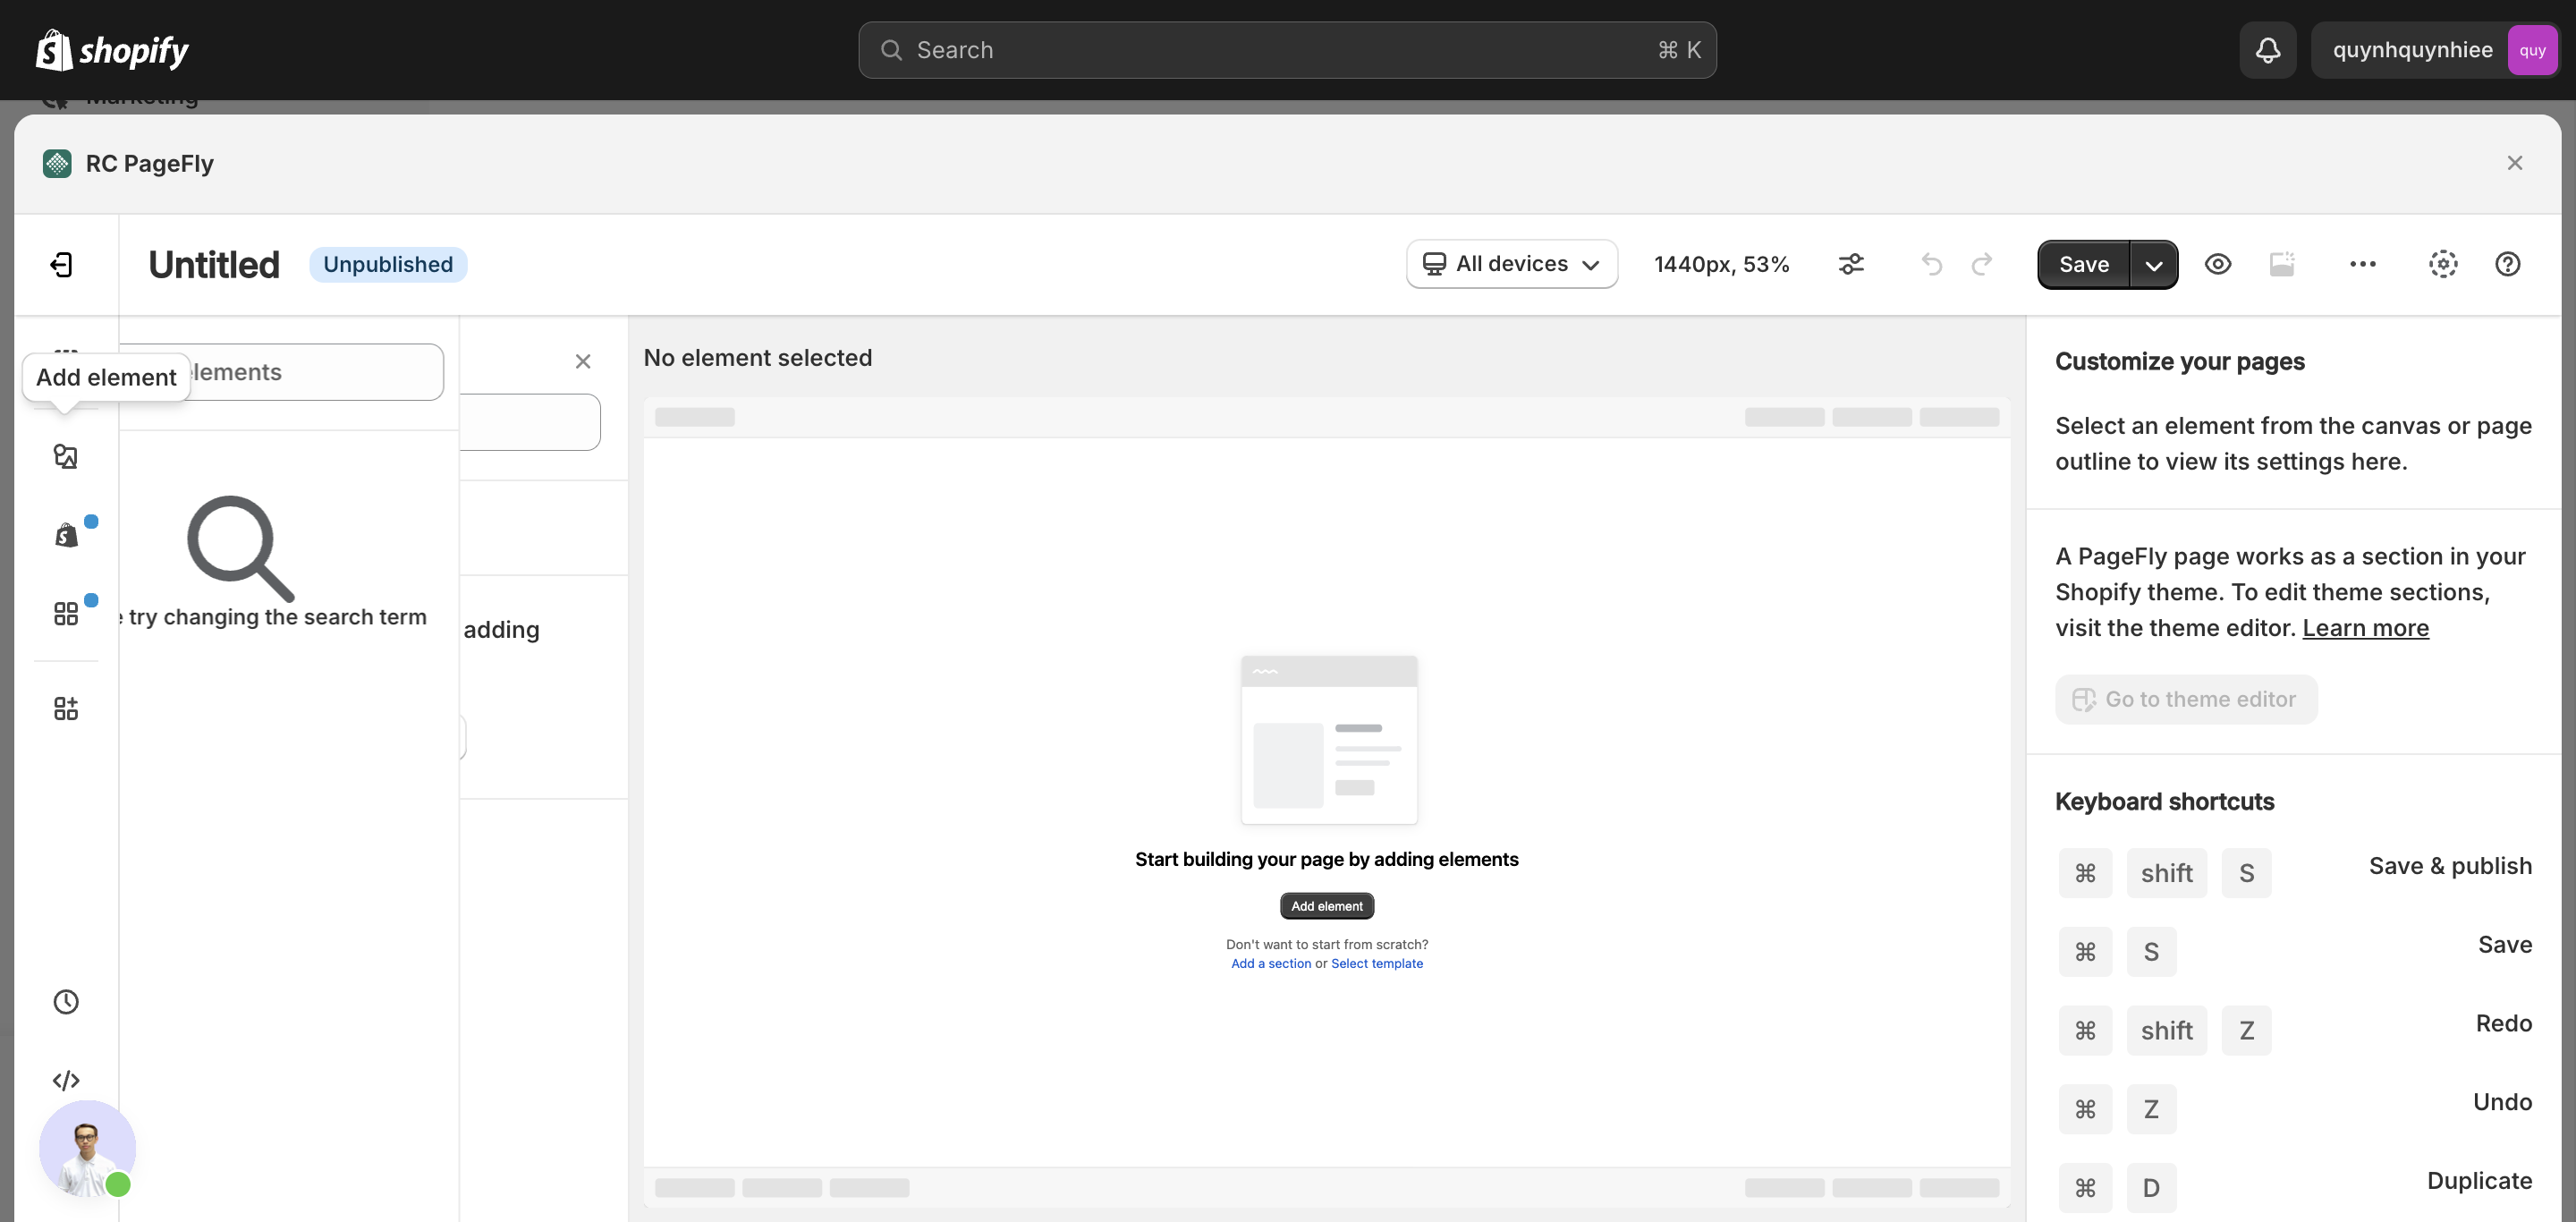 shopify
Search
⌘ K
quynhquynhiee
quy
Marketing
RC PageFly
Untitled
Unpublished
All devices
1440px, 53%
Save
Add element
elements
try changing the search term
adding
No element selected
Start building your page by adding elements
Add element
Don't want to start from scratch?
Add a section or Select template
Customize your pages
Select an element from the canvas or page
outline to view its settings here.
A PageFly page works as a section in your
Shopify theme. To edit theme sections,
visit the theme editor. Learn more
Go to theme editor
Keyboard shortcuts
⌘ shift S Save & publish
⌘ S Save
⌘ shift Z Redo
⌘ Z Undo
⌘ D Duplicate